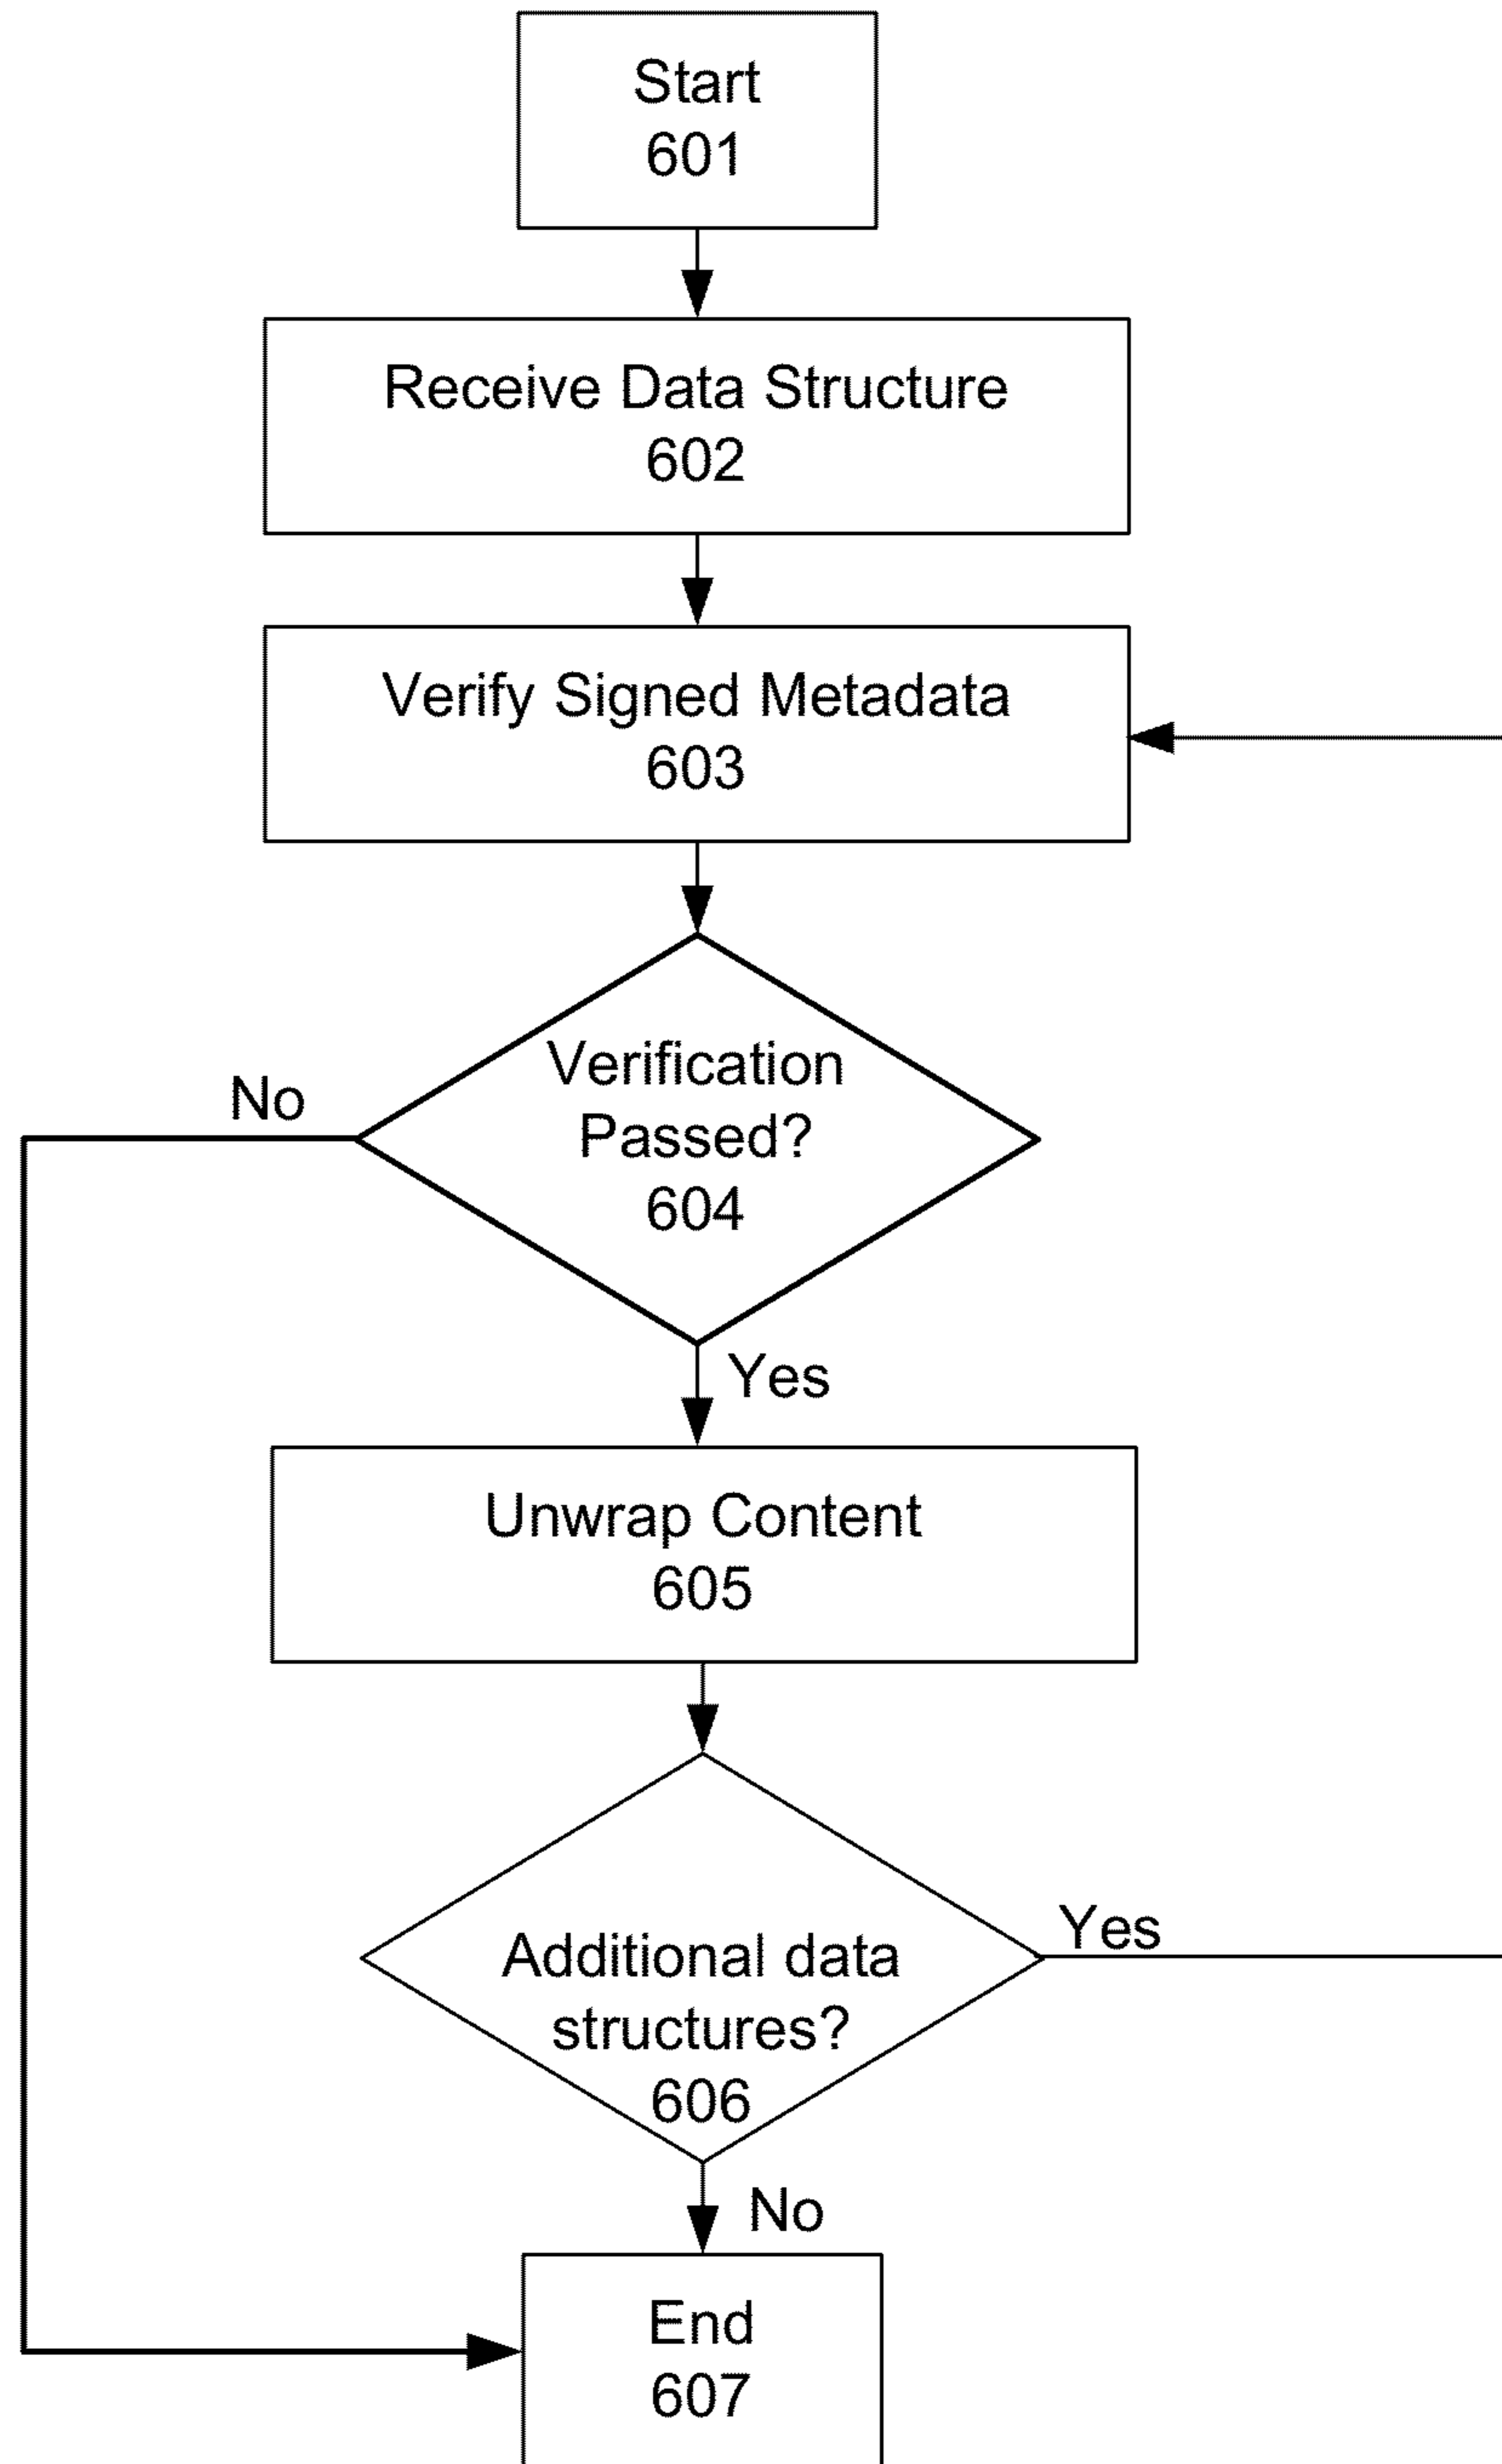 Start
601
Receive Data Structure
602
Verify Signed Metadata
603
Verification
Passed?
604
No
Yes
Unwrap Content
605
Additional data
structures?
606
Yes
No
End
607